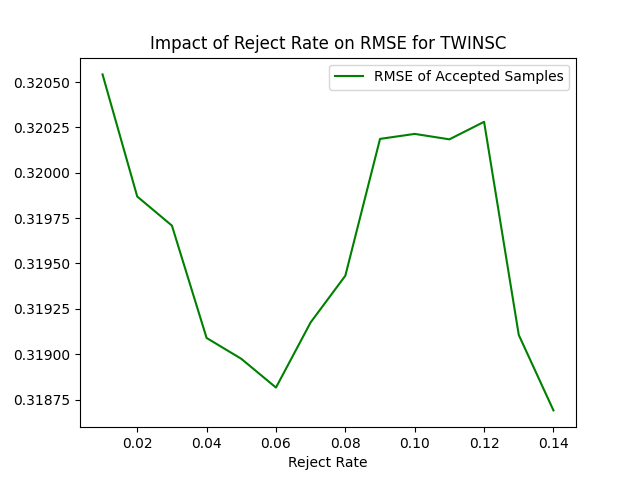 Impact of Reject Rate on RMSE for TWINSC
RMSE of Accepted Samples
0.32050
0.32025
0.32000
0.31975
0.31950
0.31925
0.31900
0.31875
0.02 0.04 0.06 0.08 0.10 0.12 0.14
Reject Rate